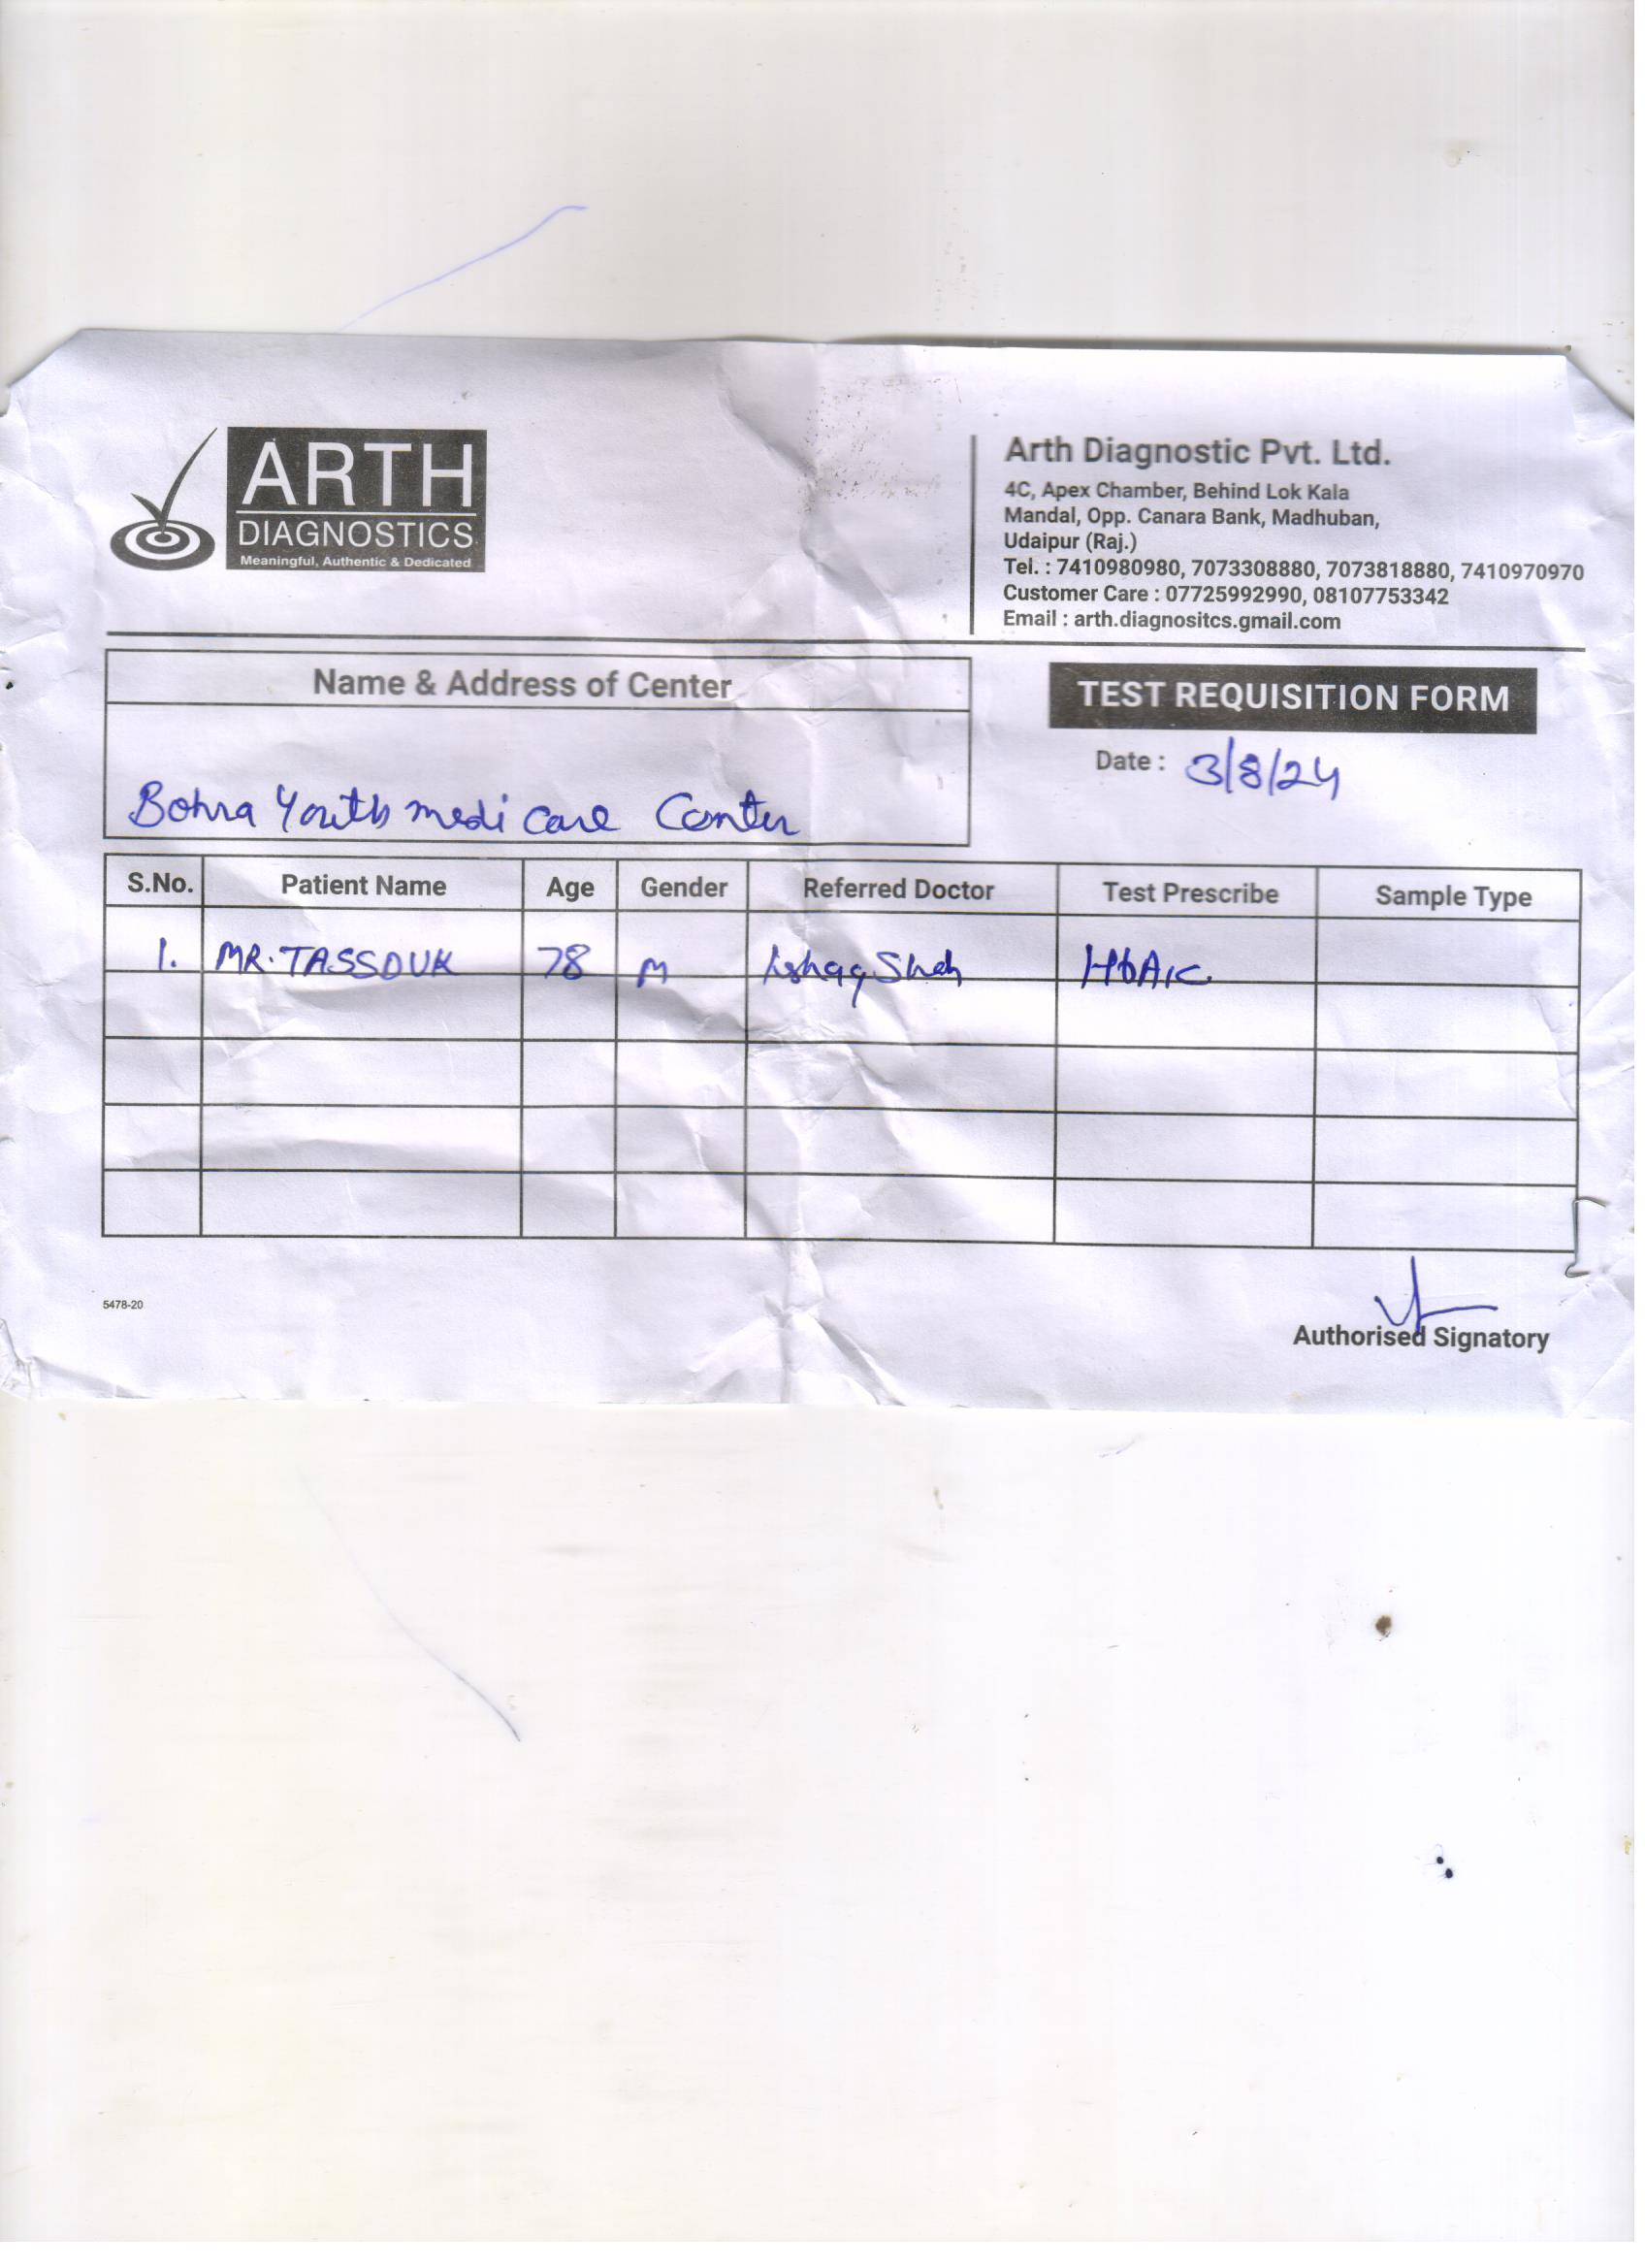 ARTH
DIAGNOSTICS
Meaningful, Authentic & Dedicated
Arth Diagnostic Pvt. Ltd.
4C, Apex Chamber, Behind Lok Kala
Mandal, Opp. Canara Bank, Madhuban,
Udaipur (Raj.)
Tel. : 7410980980, 7073308880, 7073818880, 7410970970
Customer Care : 07725992990, 08107753342
Email : arth.diagnositcs.gmail.com
Name & Address of Center
TEST REQUISITION FORM
Date : 3/8/24
Bohra Youth medi care Center
S.No. Patient Name Age Gender Referred Doctor Test Prescribe Sample Type
1. MR. TASSDUK 78 M Ishaq Shah HbA1C
5478-20
Authorised Signatory